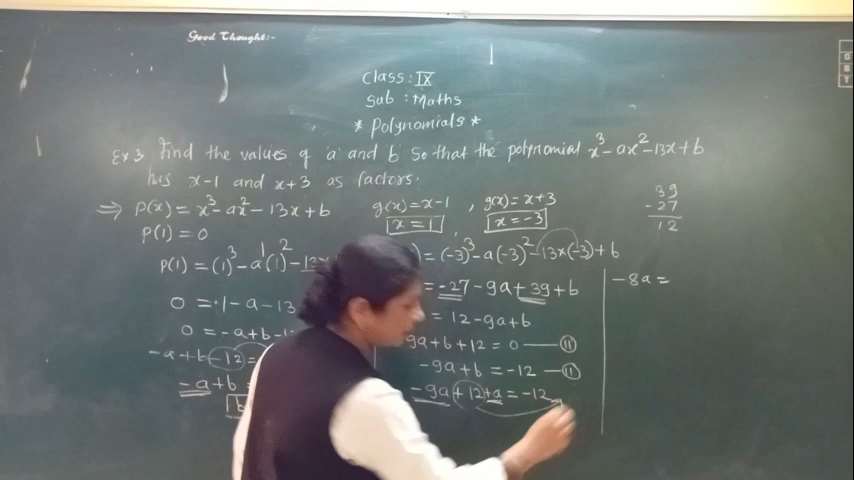 Good Thought:-
Class : IX
Sub : Maths
* Polynomials *
Ex 3 Find the values of a and b so that the polynomial x³-ax²-13x+b
has x-1 and x+3 as factors.
⇒ P(x) = x³-ax²-13x+b
P(1) = 0
P(1) = (1)³-a(1)²-13x
0 = 1-a-13
0 = -a+b-1
-a+b-12 =
-a+b =
b
g(x)=x-1 , g(x)=x+3
x=1 , x=-3
) = (-3)³-a(-3)²-13x(-3)+b
= -27-9a+39+b
= 12-9a+b
9a+b+12 = 0 — (II)
-9a+b = -12 — (II)
-9a+12+a = -12
39
-27
12
-8a =
G
B
T